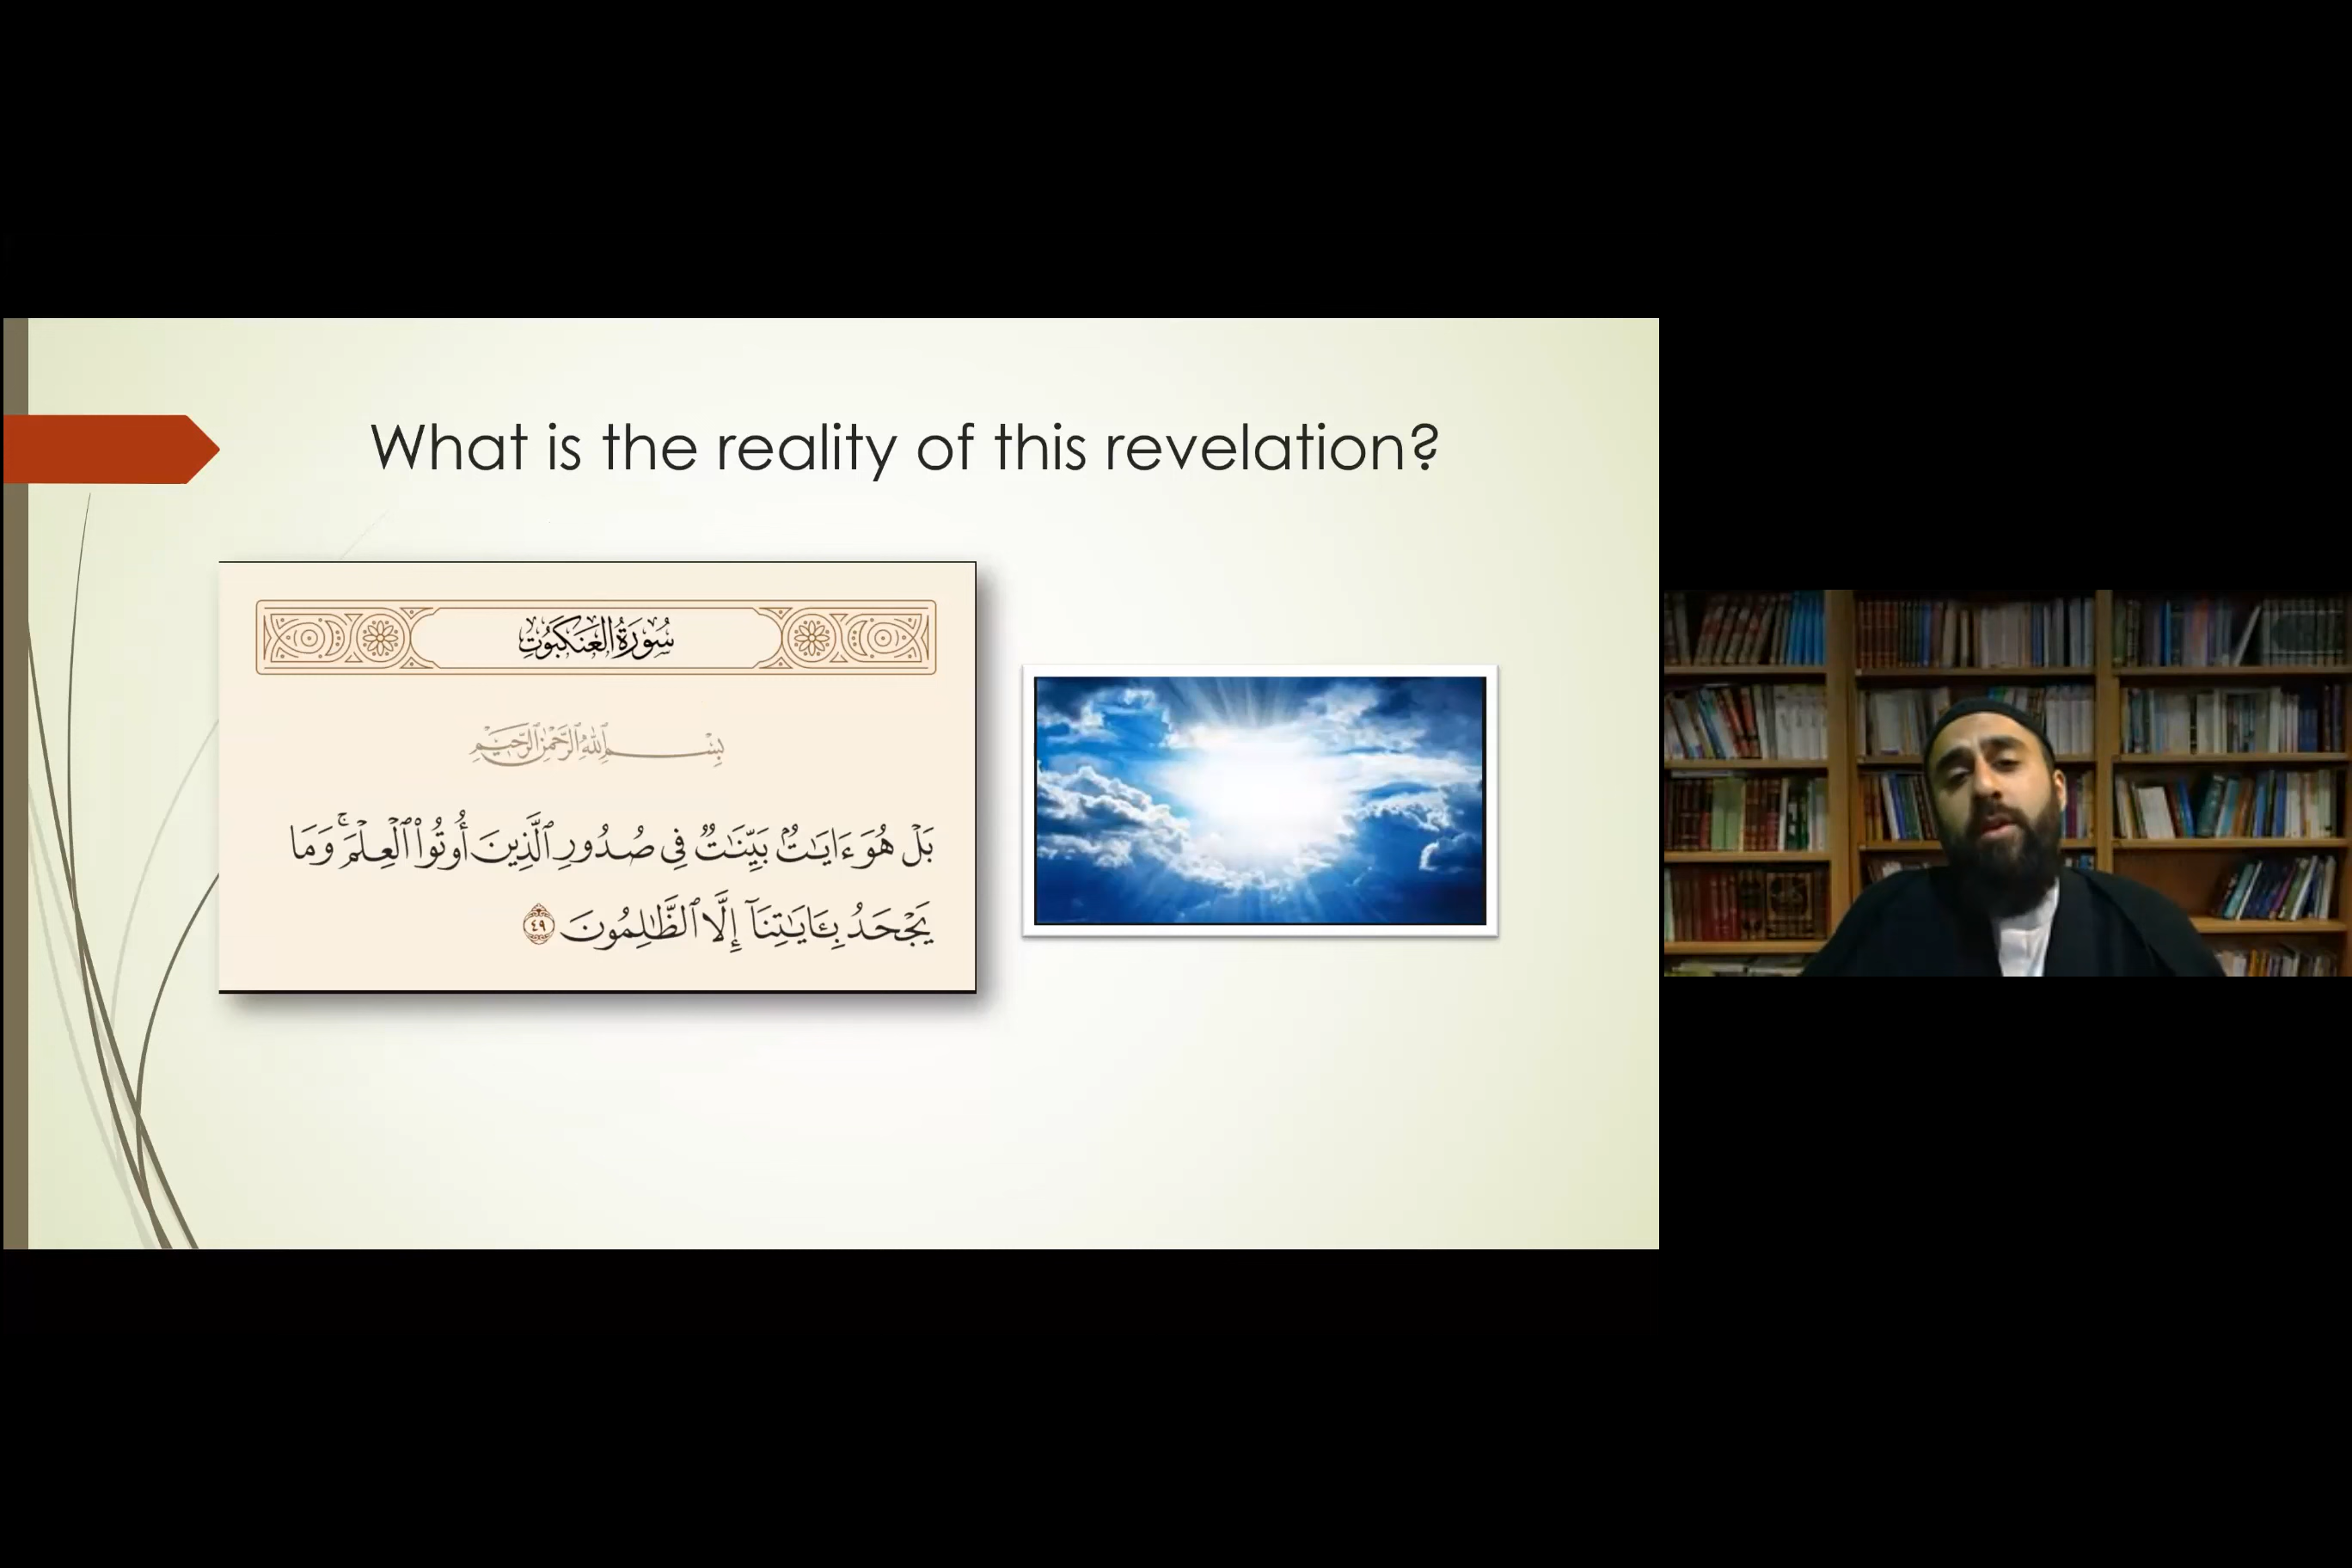 What is the reality of this revelation?
سُورَةُ الْعَنكَبُوتِ
بِسْمِ ٱللَّهِ ٱلرَّحْمَٰنِ ٱلرَّحِيمِ
بَلْ هُوَ ءَايَٰتٌۢ بَيِّنَٰتٌ فِى صُدُورِ ٱلَّذِينَ أُوتُوا۟ ٱلْعِلْمَ ۚ وَمَا
يَجْحَدُ بِـَٔايَٰتِنَآ إِلَّا ٱلظَّٰلِمُونَ ٤٩